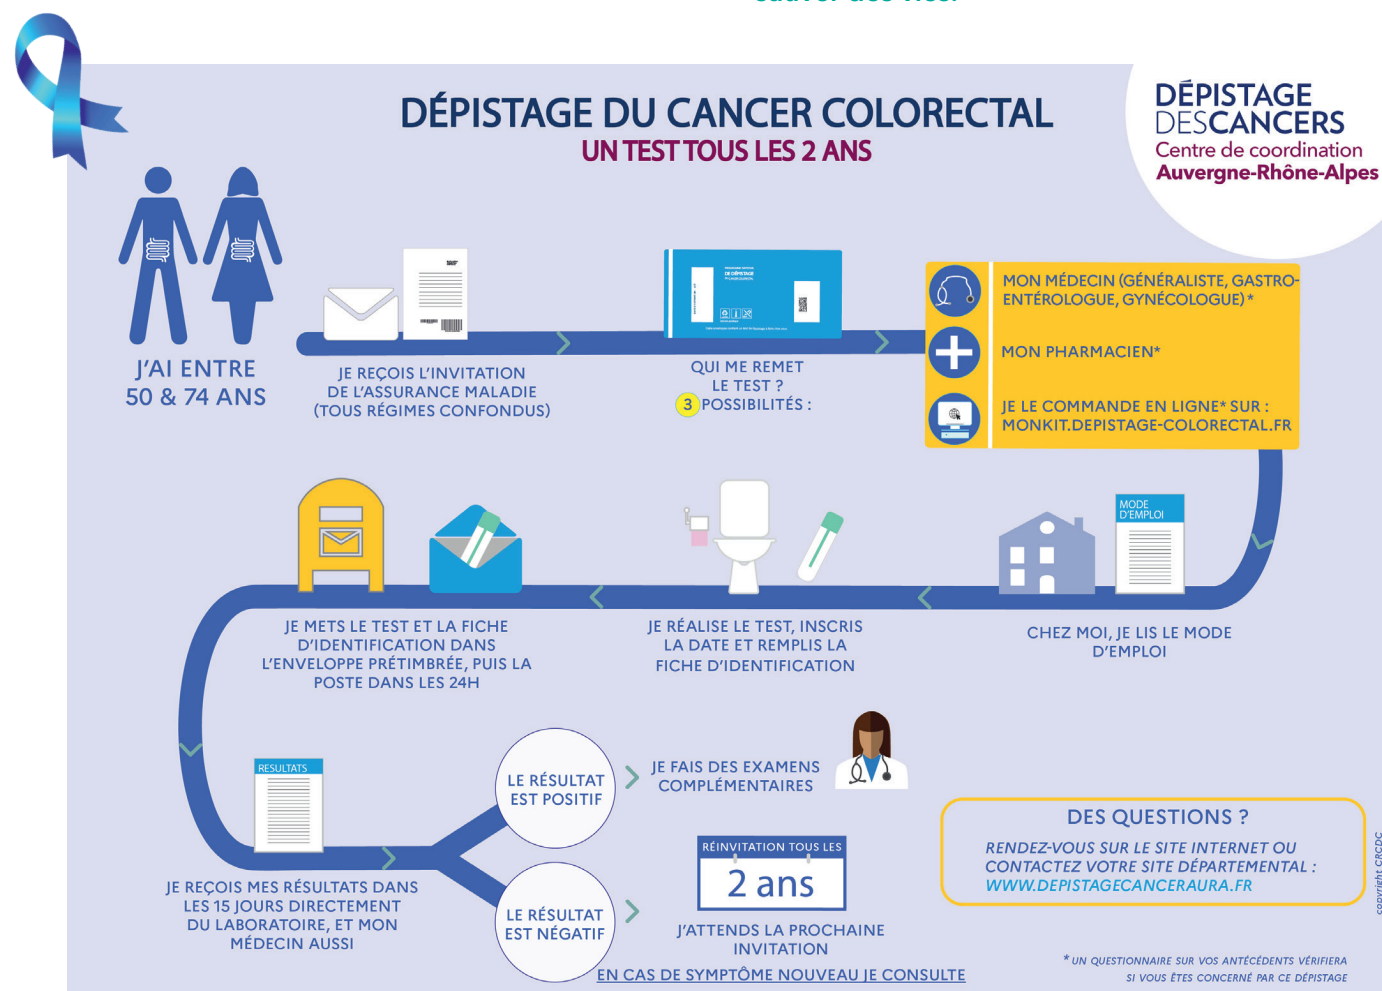 DÉPISTAGE DU CANCER COLORECTAL
UN TEST TOUS LES 2 ANS
DÉPISTAGE
DESCANCERS
Centre de coordination
Auvergne-Rhône-Alpes
J'AI ENTRE
50 & 74 ANS
JE REÇOIS L'INVITATION
DE L'ASSURANCE MALADIE
(TOUS RÉGIMES CONFONDUS)
QUI ME REMET
LE TEST ?
3 POSSIBILITÉS :
MON MÉDECIN (GÉNÉRALISTE, GASTRO-
ENTÉROLOGUE, GYNÉCOLOGUE)*
MON PHARMACIEN*
JE LE COMMANDE EN LIGNE* SUR :
MONKIT.DEPISTAGE-COLORECTAL.FR
MODE
D'EMPLOI
CHEZ MOI, JE LIS LE MODE
D'EMPLOI
JE RÉALISE LE TEST, INSCRIS
LA DATE ET REMPLIS LA
FICHE D'IDENTIFICATION
JE METS LE TEST ET LA FICHE
D'IDENTIFICATION DANS
L'ENVELOPPE PRÉTIMBRÉE, PUIS LA
POSTE DANS LES 24H
RESULTATS
JE REÇOIS MES RÉSULTATS DANS
LES 15 JOURS DIRECTEMENT
DU LABORATOIRE, ET MON
MÉDECIN AUSSI
LE RÉSULTAT
EST POSITIF
JE FAIS DES EXAMENS
COMPLÉMENTAIRES
LE RÉSULTAT
EST NÉGATIF
RÉINVITATION TOUS LES
2 ans
J'ATTENDS LA PROCHAINE
INVITATION
EN CAS DE SYMPTÔME NOUVEAU JE CONSULTE
DES QUESTIONS ?
RENDEZ-VOUS SUR LE SITE INTERNET OU
CONTACTEZ VOTRE SITE DÉPARTEMENTAL :
WWW.DEPISTAGECANCERAURA.FR
copyright CRCDC
* UN QUESTIONNAIRE SUR VOS ANTÉCÉDENTS VÉRIFIERA
SI VOUS ÊTES CONCERNÉ PAR CE DÉPISTAGE